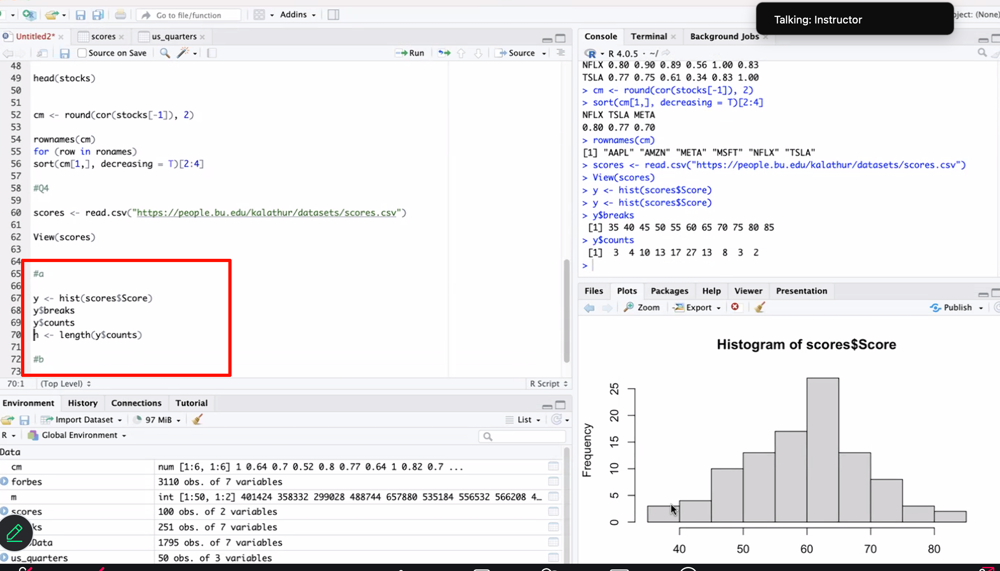 Go to file/function
Addins
Talking: Instructor
oject: (None)
Untitled2*
scores
us_quarters
Source on Save
Run
Source
48
49 head(stocks)
50
51
52 cm <- round(cor(stocks[-1]), 2)
53
54 rownames(cm)
55 for (row in ronames)
56 sort(cm[1,], decreasing = T)[2:4]
57
58 #Q4
59
60 scores <- read.csv("https://people.bu.edu/kalathur/datasets/scores.csv")
61
62 View(scores)
63
64
65 #a
66
67 y <- hist(scores$Score)
68 y$breaks
69 y$counts
70 n <- length(y$counts)
71
72 #b
73
70:1 (Top Level)
R Script
Console
Terminal
Background Jobs
R 4.0.5 · ~/
NFLX 0.80 0.90 0.89 0.56 1.00 0.83
TSLA 0.77 0.75 0.61 0.34 0.83 1.00
> cm <- round(cor(stocks[-1]), 2)
> sort(cm[1,], decreasing = T)[2:4]
NFLX TSLA META
0.80 0.77 0.70
> rownames(cm)
[1] "AAPL" "AMZN" "META" "MSFT" "NFLX" "TSLA"
> scores <- read.csv("https://people.bu.edu/kalathur/datasets/scores.csv")
> View(scores)
> y <- hist(scores$Score)
> y <- hist(scores$Score)
> y$breaks
[1] 35 40 45 50 55 60 65 70 75 80 85
> y$counts
[1] 3 4 10 13 17 27 13 8 3 2
>
Environment
History
Connections
Tutorial
Import Dataset
97 MiB
List
R
Global Environment
Data
cm num [1:6, 1:6] 1 0.64 0.7 0.52 0.8 0.77 0.64 1 0.82 0.7 ...
forbes 3110 obs. of 7 variables
m int [1:50, 1:2] 401424 358332 299028 488744 657880 535184 556532 566208 4…
scores 100 obs. of 2 variables
ks 251 obs. of 7 variables
Data 1795 obs. of 7 variables
us_quarters 50 obs. of 3 variables
Files
Plots
Packages
Help
Viewer
Presentation
Zoom
Export
Publish
Histogram of scores$Score
Frequency
25
20
15
10
5
0
40 50 60 70 80